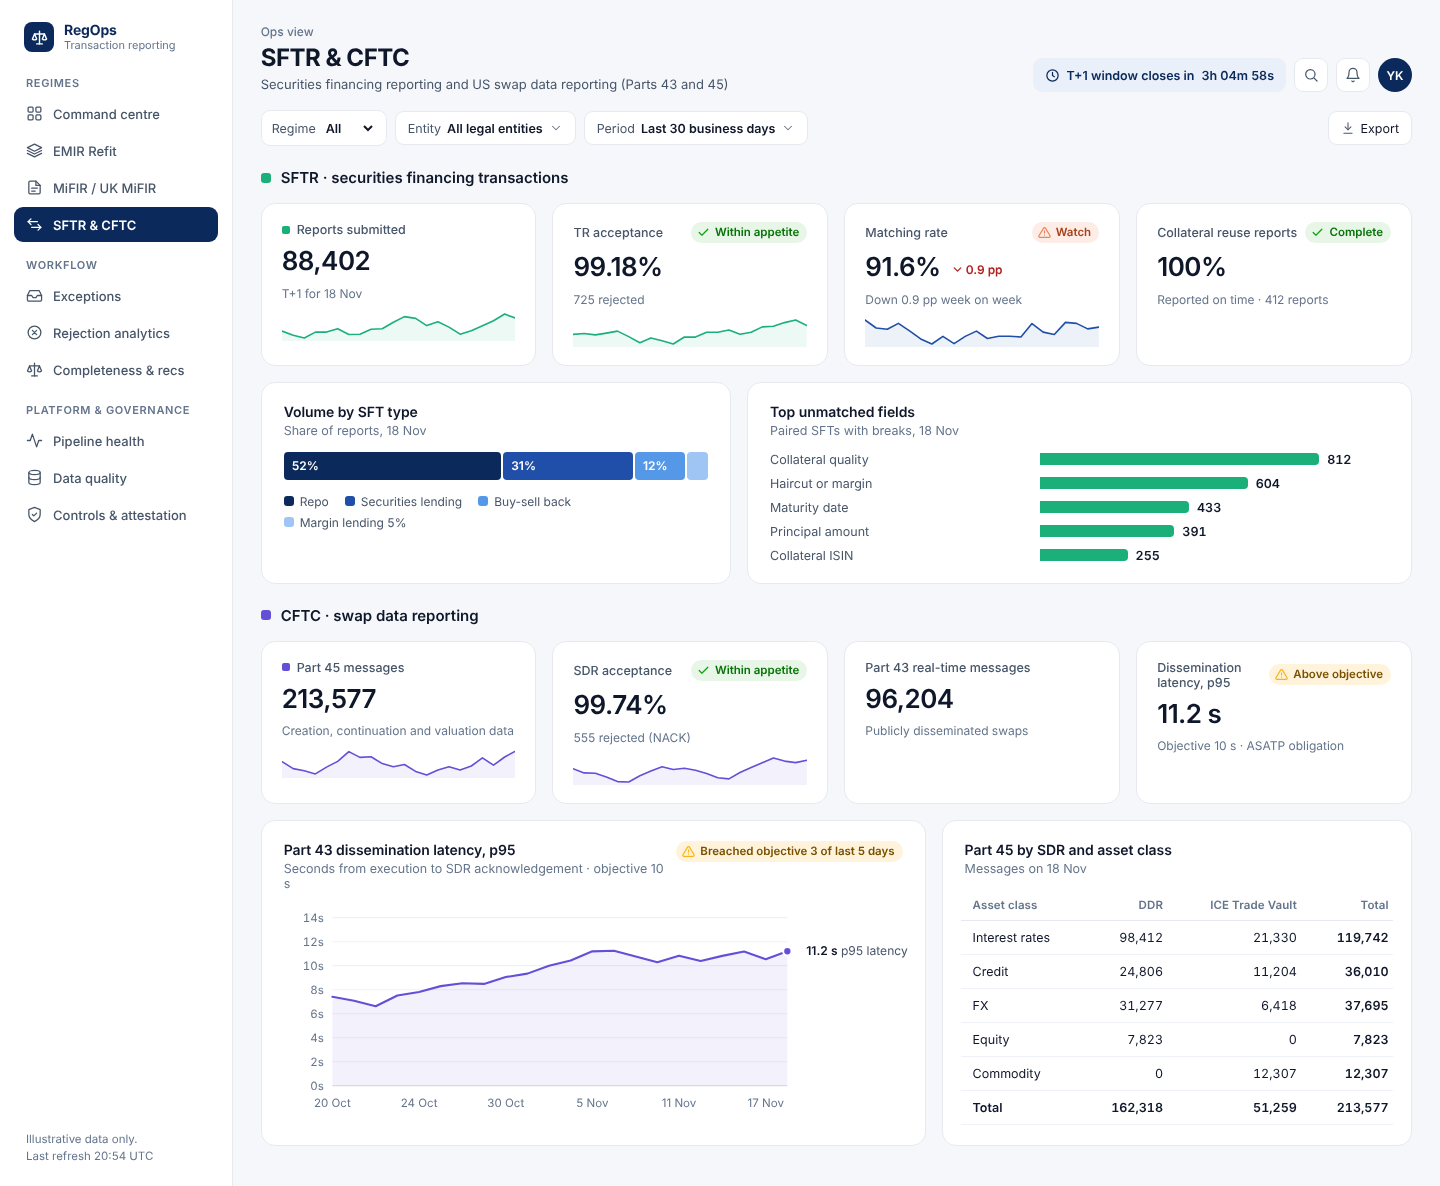 RegOps
Transaction reporting
REGIMES
Command centre
EMIR Refit
MiFIR / UK MiFIR
SFTR & CFTC
WORKFLOW
Exceptions
Rejection analytics
Completeness & recs
PLATFORM & GOVERNANCE
Pipeline health
Data quality
Controls & attestation
Illustrative data only.
Last refresh 20:54 UTC
Ops view
SFTR & CFTC
Securities financing reporting and US swap data reporting (Parts 43 and 45)
T+1 window closes in 3h 04m 58s
YK
Regime All
Entity All legal entities
Period Last 30 business days
Export
SFTR · securities financing transactions
Reports submitted
88,402
T+1 for 18 Nov
TR acceptance
Within appetite
99.18%
725 rejected
Matching rate
Watch
91.6% 0.9 pp
Down 0.9 pp week on week
Collateral reuse reports
Complete
100%
Reported on time · 412 reports
Volume by SFT type
Share of reports, 18 Nov
52% 31% 12%
Repo Securities lending Buy-sell back
Margin lending 5%
Top unmatched fields
Paired SFTs with breaks, 18 Nov
Collateral quality 812
Haircut or margin 604
Maturity date 433
Principal amount 391
Collateral ISIN 255
CFTC · swap data reporting
Part 45 messages
213,577
Creation, continuation and valuation data
SDR acceptance
Within appetite
99.74%
555 rejected (NACK)
Part 43 real-time messages
96,204
Publicly disseminated swaps
Dissemination
latency, p95
Above objective
11.2 s
Objective 10 s · ASATP obligation
Part 43 dissemination latency, p95
Breached objective 3 of last 5 days
Seconds from execution to SDR acknowledgement · objective 10
s
14s
12s
10s
8s
6s
4s
2s
0s
20 Oct 24 Oct 30 Oct 5 Nov 11 Nov 17 Nov
11.2 s p95 latency
Part 45 by SDR and asset class
Messages on 18 Nov
Asset class DDR ICE Trade Vault Total
Interest rates 98,412 21,330 119,742
Credit 24,806 11,204 36,010
FX 31,277 6,418 37,695
Equity 7,823 0 7,823
Commodity 0 12,307 12,307
Total 162,318 51,259 213,577